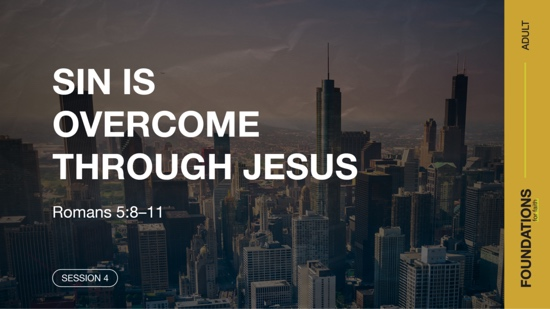 SIN IS
OVERCOME
THROUGH JESUS
Romans 5:8–11
SESSION 4
ADULT
FOUNDATIONS
for faith